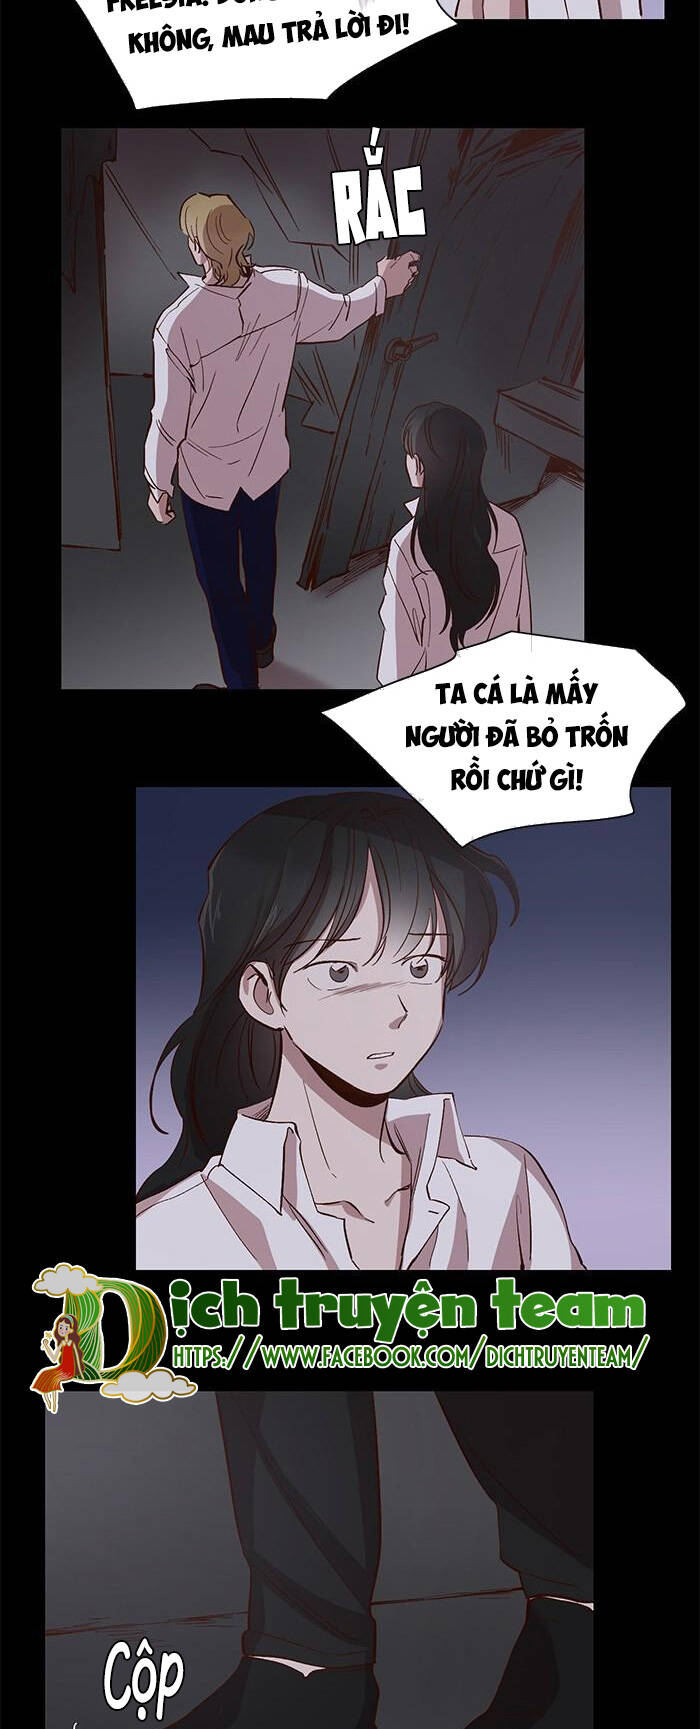 KHÔNG, MAU TRẢ LỜI ĐI!
RẮC
TA CÁ LÀ MẤY
NGƯỜI ĐÃ BỎ TRỐN
RỒI CHỨ GÌ!
Dịch truyện team
HTTPS://WWW.FACEBOOK.COM/DICHTRUYENTEAM/
Cộp